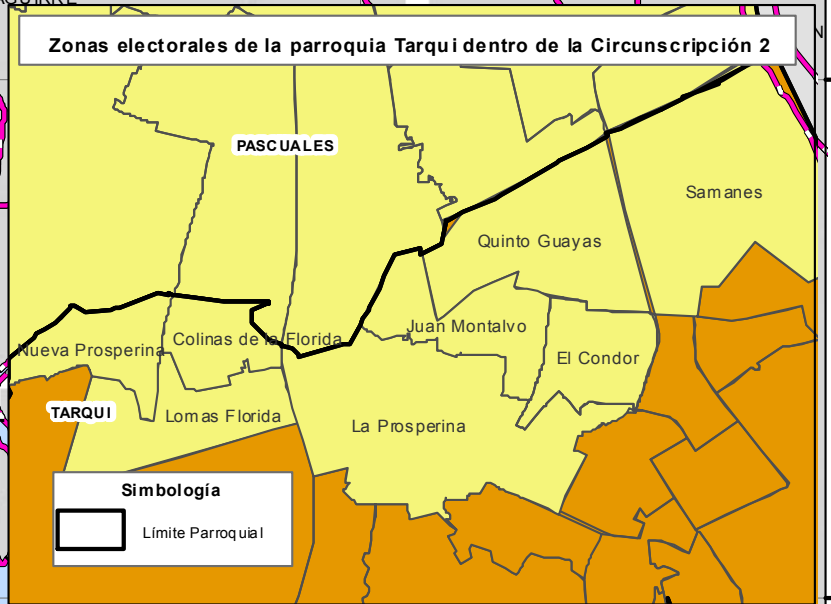 Zonas electorales de la parroquia Tarqui dentro de la Circunscripción 2
PASCUALES
Samanes
Quinto Guayas
Juan Montalvo
Colinas de la Florida
Nueva Prosperina
El Condor
TARQUI
Lomas Florida
La Prosperina
Simbología
Límite Parroquial